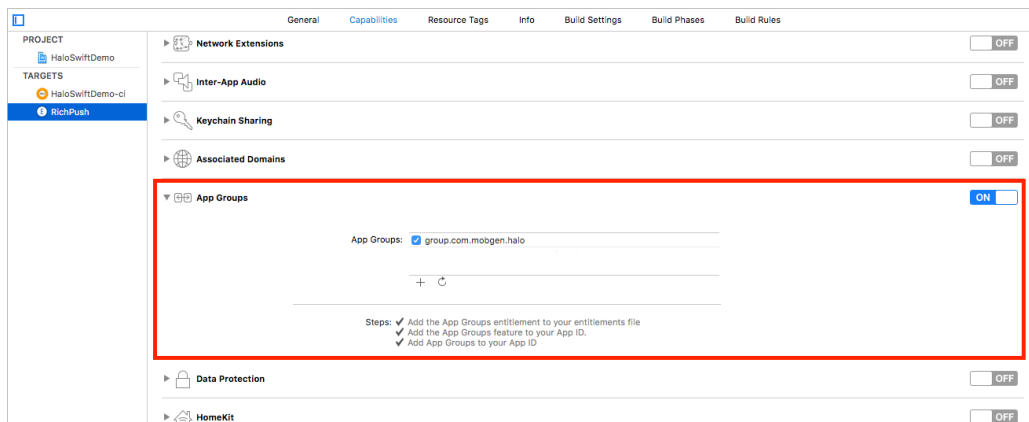 General Capabilities Resource Tags Info Build Settings Build Phases Build Rules
PROJECT
HaloSwiftDemo
TARGETS
HaloSwiftDemo-ci
RichPush
Network Extensions OFF
Inter-App Audio OFF
Keychain Sharing OFF
Associated Domains OFF
App Groups ON
App Groups: group.com.mobgen.halo
Steps: ✔ Add the App Groups entitlement to your entitlements file
✔ Add the App Groups feature to your App ID.
✔ Add App Groups to your App ID
Data Protection OFF
HomeKit OFF